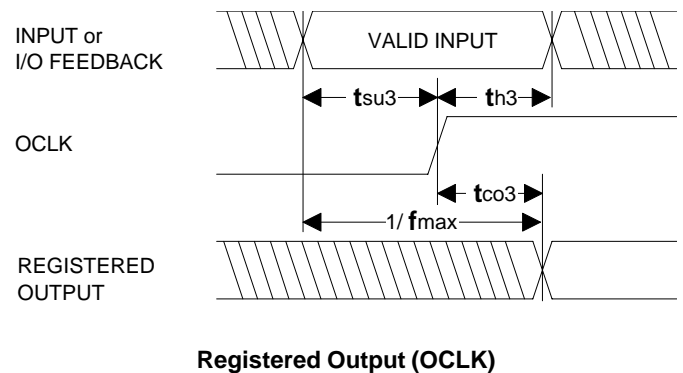 INPUT or
I/O FEEDBACK
VALID INPUT
tsu3
th3
OCLK
tco3
1/ fmax
REGISTERED
OUTPUT
Registered Output (OCLK)